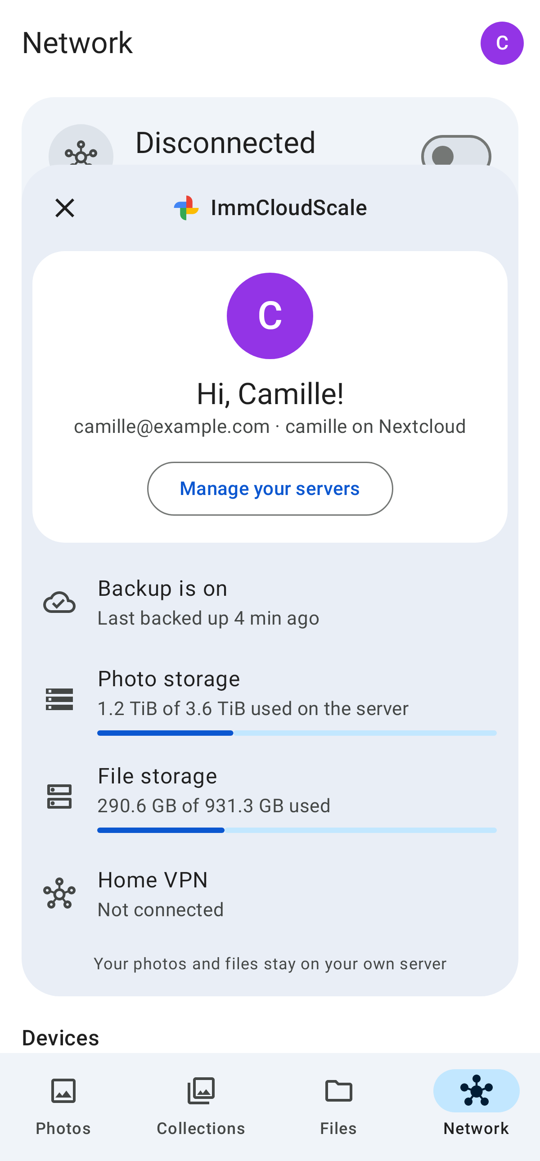 Network
C
Disconnected
ImmCloudScale
C
Hi, Camille!
camille@example.com · camille on Nextcloud
Manage your servers
Backup is on
Last backed up 4 min ago
Photo storage
1.2 TiB of 3.6 TiB used on the server
File storage
290.6 GB of 931.3 GB used
Home VPN
Not connected
Your photos and files stay on your own server
Devices
Photos
Collections
Files
Network